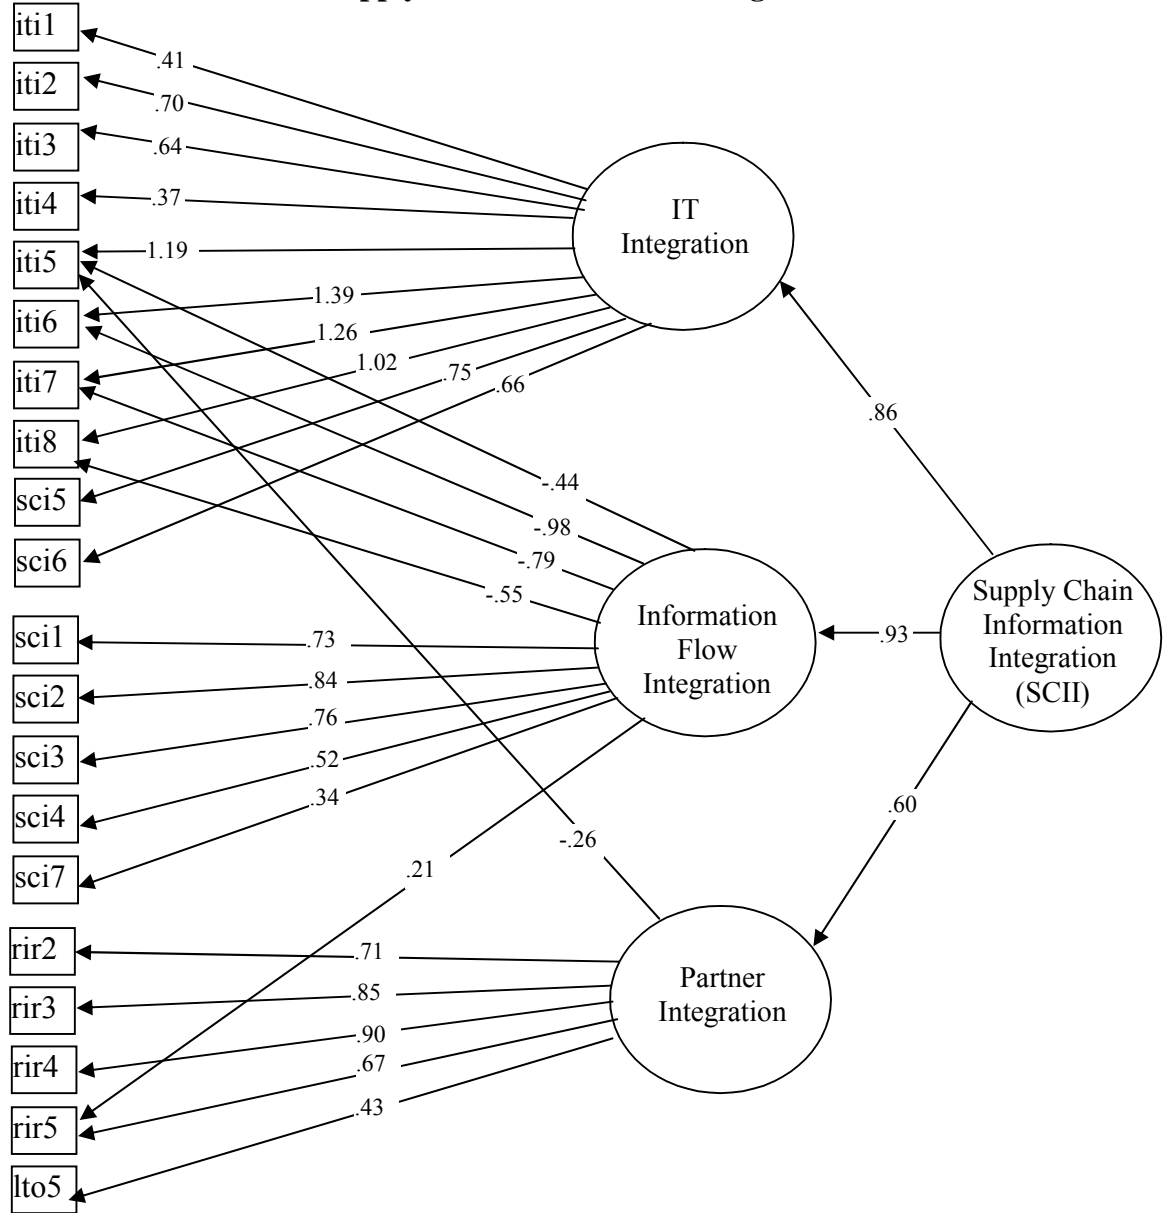 iti1
iti2
iti3
iti4
iti5
iti6
iti7
iti8
sci5
sci6
sci1
sci2
sci3
sci4
sci7
rir2
rir3
rir4
rir5
lto5
.41
.70
.64
.37
1.19
1.39
1.26
1.02
.75
.66
-.44
-.98
-.79
-.55
.73
.84
.76
.52
.34
.21
-.26
.71
.85
.90
.67
.43
IT
Integration
Information
Flow
Integration
Partner
Integration
.86
.93
.60
Supply Chain
Information
Integration
(SCII)